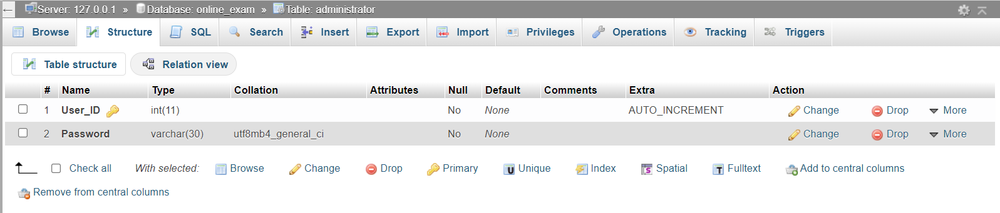 ← Server: 127.0.0.1 » Database: online_exam » Table: administrator
Browse Structure SQL Search Insert Export Import Privileges Operations Tracking Triggers
Table structure Relation view
# Name Type Collation Attributes Null Default Comments Extra Action
1 User_ID int(11) No None AUTO_INCREMENT Change Drop More
2 Password varchar(30) utf8mb4_general_ci No None Change Drop More
Check all With selected: Browse Change Drop Primary Unique Index Spatial Fulltext Add to central columns
Remove from central columns